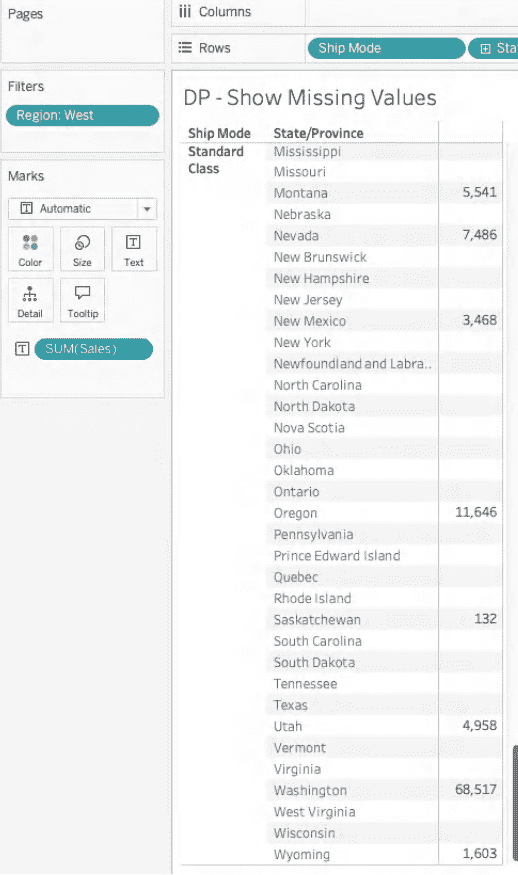 Pages
Columns
Rows
Ship Mode
Sta
Filters
Region: West
Marks
Automatic
Color
Size
Text
Detail
Tooltip
SUM(Sales)
DP - Show Missing Values
Ship Mode State/Province
Standard Class
Mississippi
Missouri
Montana 5,541
Nebraska
Nevada 7,486
New Brunswick
New Hampshire
New Jersey
New Mexico 3,468
New York
Newfoundland and Labra..
North Carolina
North Dakota
Nova Scotia
Ohio
Oklahoma
Ontario
Oregon 11,646
Pennsylvania
Prince Edward Island
Quebec
Rhode Island
Saskatchewan 132
South Carolina
South Dakota
Tennessee
Texas
Utah 4,958
Vermont
Virginia
Washington 68,517
West Virginia
Wisconsin
Wyoming 1,603